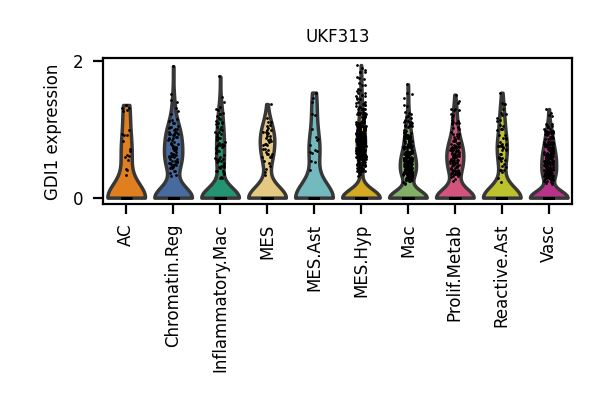 UKF313
GDI1 expression
2
0
AC
Chromatin.Reg
Inflammatory.Mac
MES
MES.Ast
MES.Hyp
Mac
Prolif.Metab
Reactive.Ast
Vasc